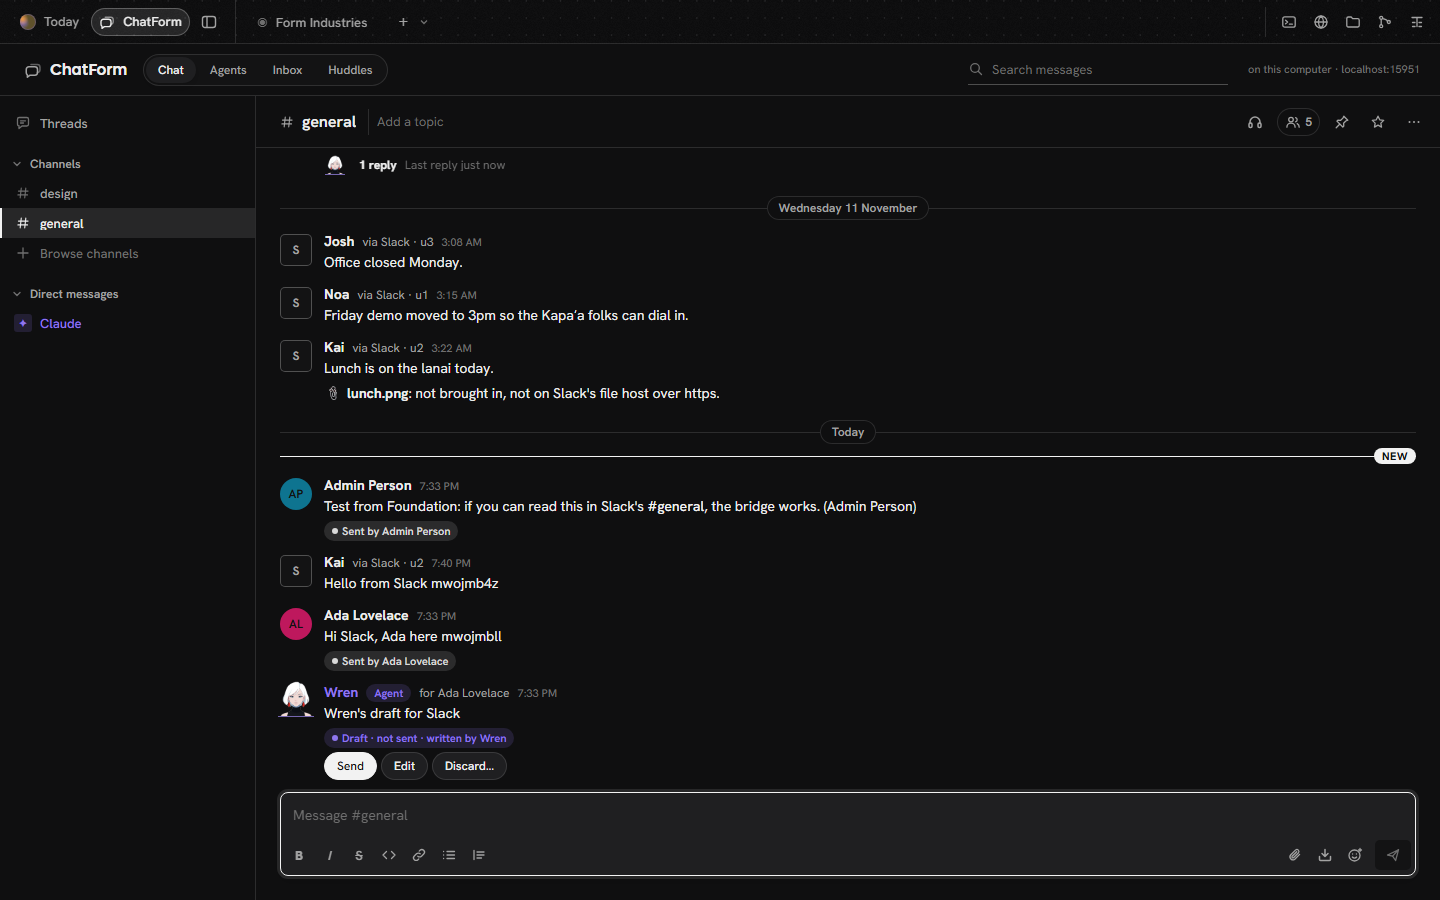 Today
ChatForm
Form Industries
ChatForm
Chat
Agents
Inbox
Huddles
Search messages
on this computer · localhost:15951
Threads
Channels
# design
# general
+ Browse channels
Direct messages
Claude
# general
Add a topic
5
1 reply Last reply just now
Wednesday 11 November
S
Josh via Slack · u3 3:08 AM
Office closed Monday.
S
Noa via Slack · u1 3:15 AM
Friday demo moved to 3pm so the Kapaʻa folks can dial in.
S
Kai via Slack · u2 3:22 AM
Lunch is on the lanai today.
lunch.png: not brought in, not on Slack's file host over https.
Today
NEW
AP
Admin Person 7:33 PM
Test from Foundation: if you can read this in Slack's #general, the bridge works. (Admin Person)
Sent by Admin Person
S
Kai via Slack · u2 7:40 PM
Hello from Slack mwojmb4z
AL
Ada Lovelace 7:33 PM
Hi Slack, Ada here mwojmbll
Sent by Ada Lovelace
Wren Agent for Ada Lovelace 7:33 PM
Wren's draft for Slack
Draft · not sent · written by Wren
Send
Edit
Discard...
Message #general
B I S